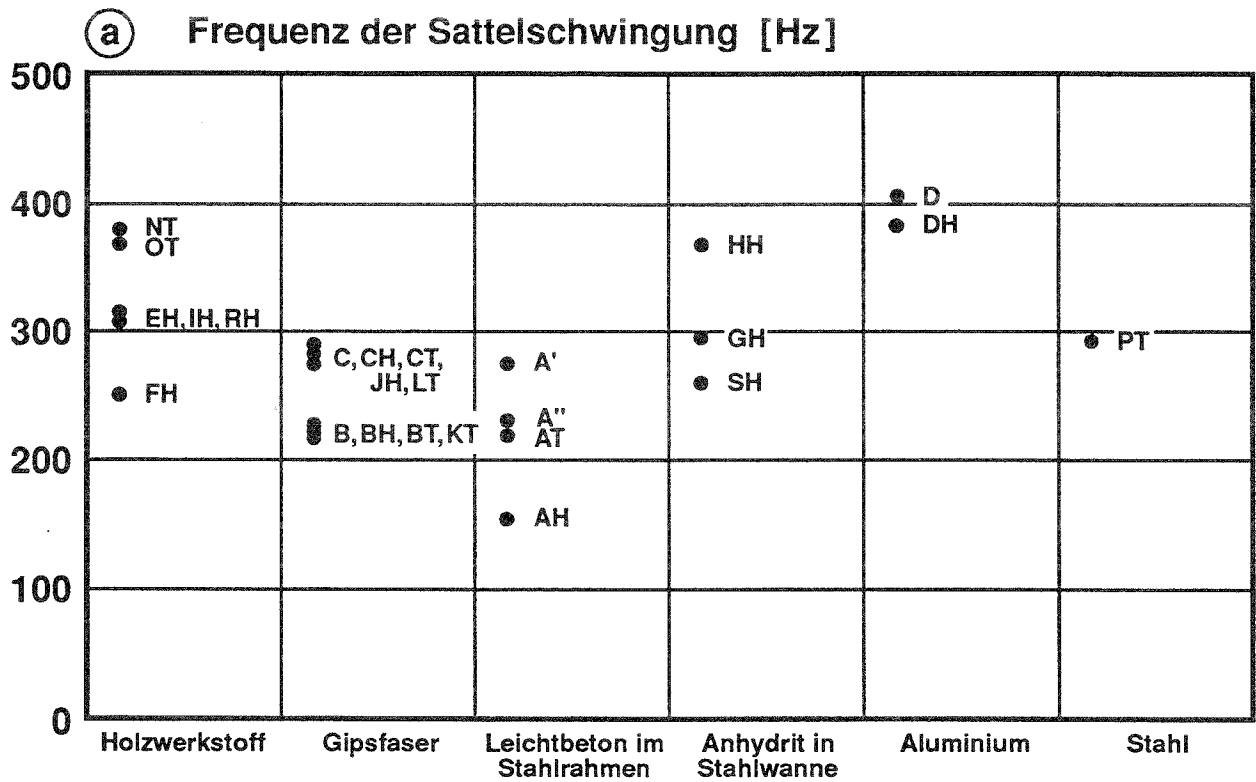 a Frequenz der Sattelschwingung [Hz]
500
400
300
200
100
0
NT
OT
EH, IH, RH
FH
C, CH, CT,
JH, LT
B, BH, BT, KT
A'
A"
AT
AH
HH
GH
SH
D
DH
PT
Holzwerkstoff
Gipsfaser
Leichtbeton im
Stahlrahmen
Anhydrit in
Stahlwanne
Aluminium
Stahl